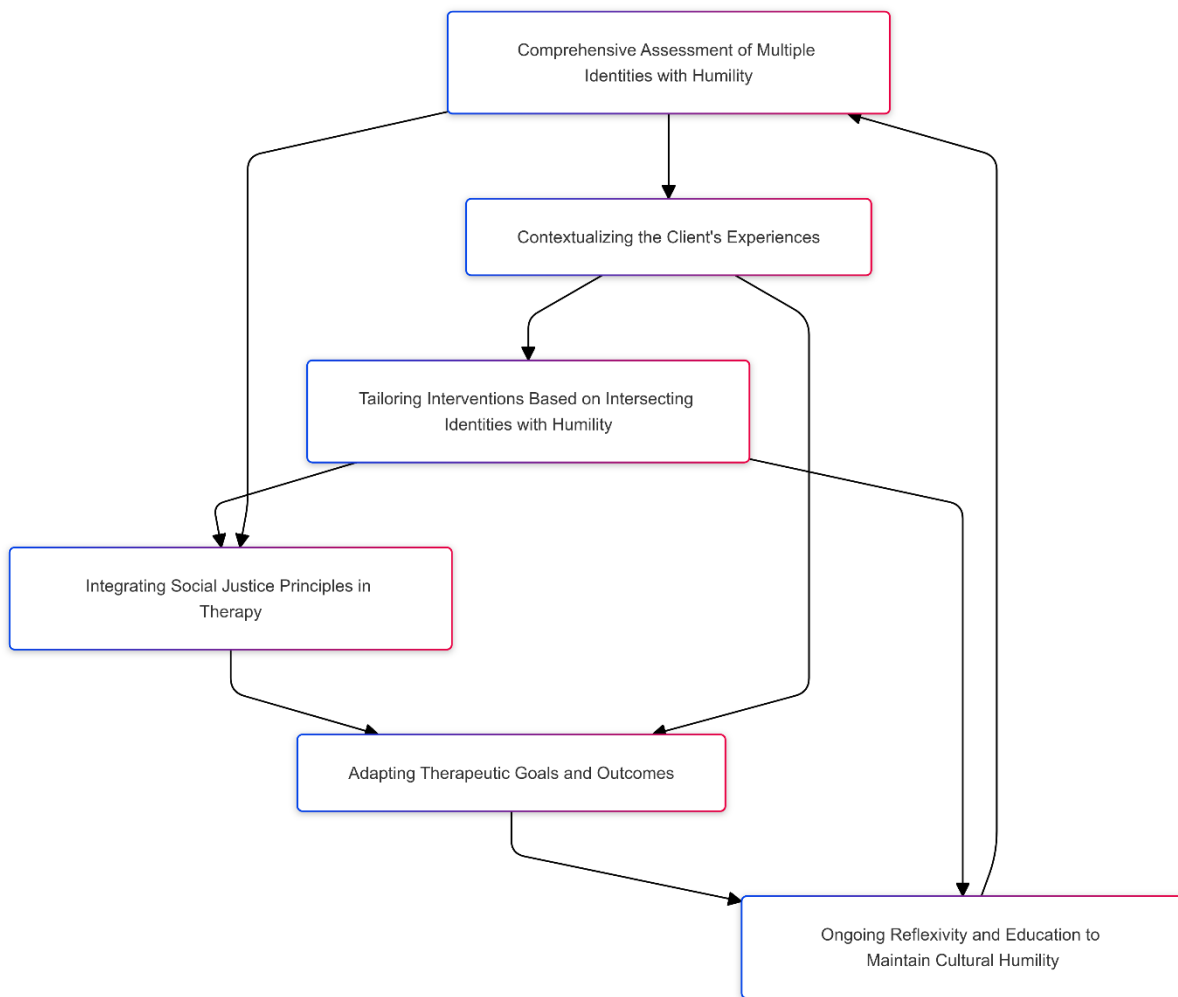 Comprehensive Assessment of Multiple
Identities with Humility
Contextualizing the Client's Experiences
Tailoring Interventions Based on Intersecting
Identities with Humility
Integrating Social Justice Principles in
Therapy
Adapting Therapeutic Goals and Outcomes
Ongoing Reflexivity and Education to
Maintain Cultural Humility